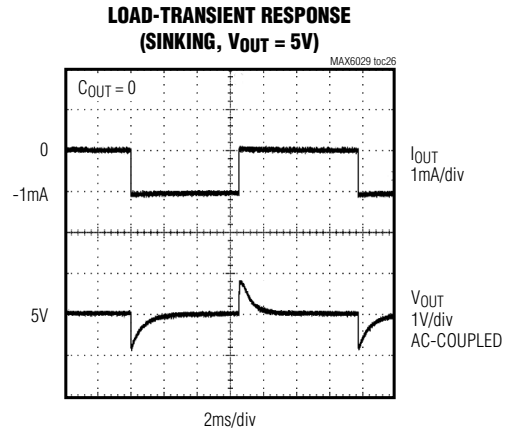 LOAD-TRANSIENT RESPONSE
(SINKING, VOUT = 5V)
MAX6029 toc26
COUT = 0
0
-1mA
IOUT
1mA/div
5V
VOUT
1V/div
AC-COUPLED
2ms/div